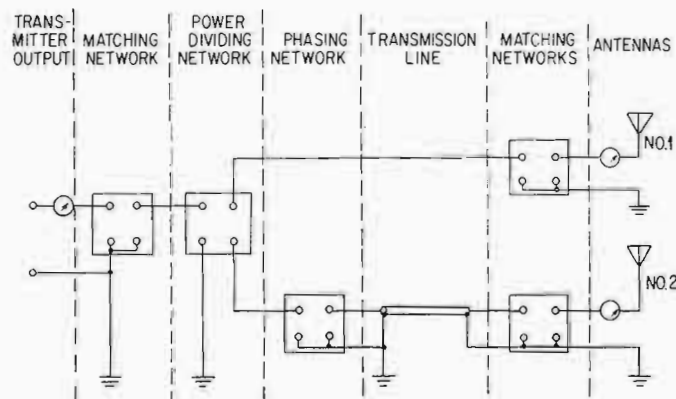 TRANS-
MITTER
OUTPUT
MATCHING
NETWORK
POWER
DIVIDING
NETWORK
PHASING
NETWORK
TRANSMISSION
LINE
MATCHING
NETWORKS
ANTENNAS
NO.1
NO.2